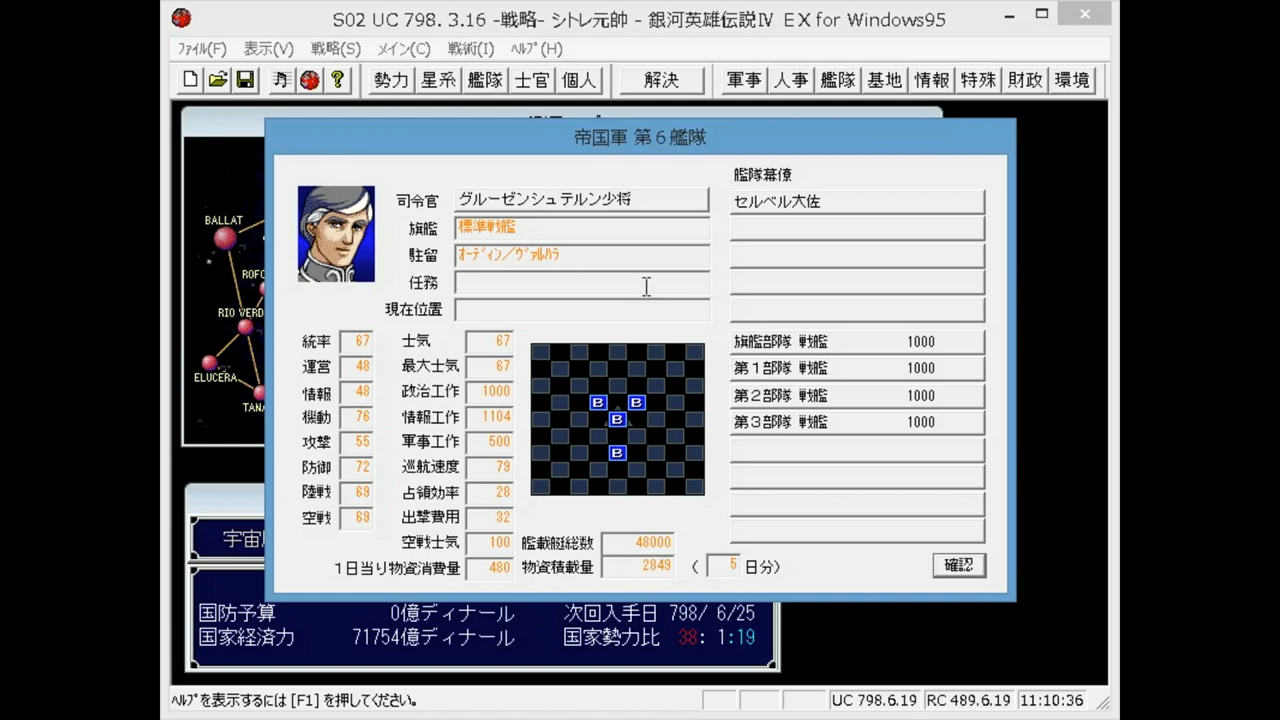 S02 UC 798. 3.16 -戦略- シトレ元帥 - 銀河英雄伝説Ⅳ ＥＸ for Windows95
ﾌｧｲﾙ(F) 表示(V) 戦略(S) メイン(C) 戦術(I) ﾍﾙﾌﾟ(H)
勢力 星系 艦隊 士官 個人 解決 軍事 人事 艦隊 基地 情報 特殊 財政 環境
帝国軍 第６艦隊
司令官 グルーゼンシュテルン少将
旗艦 標準戦艦
駐留 ｵｰﾃﾞｨﾝ／ｳﾞｧﾙﾊﾗ
任務
現在位置
艦隊幕僚
セルベル大佐
統率 67 士気 67
運営 48 最大士気 67
情報 48 政治工作 1000
機動 76 情報工作 1104
攻撃 55 軍事工作 500
防御 72 巡航速度 79
陸戦 69 占領効率 28
空戦 69 出撃費用 32
空戦士気 100 艦載艇総数 48000
１日当り物資消費量 480 物資積載量 2849 （ 5 日分）
B B
B
B
旗艦部隊 戦艦 1000
第１部隊 戦艦 1000
第２部隊 戦艦 1000
第３部隊 戦艦 1000
確認
BALLAT
ROFO
RIO VERD
ELUCERA
TANA
宇宙
国防予算 0億ディナール 次回入手日 798/ 6/25
国家経済力 71754億ディナール 国家勢力比 38: 1:19
ﾍﾙﾌﾟを表示するには [F1] を押してください。 UC 798.6.19 RC 489.6.19 11:10:36